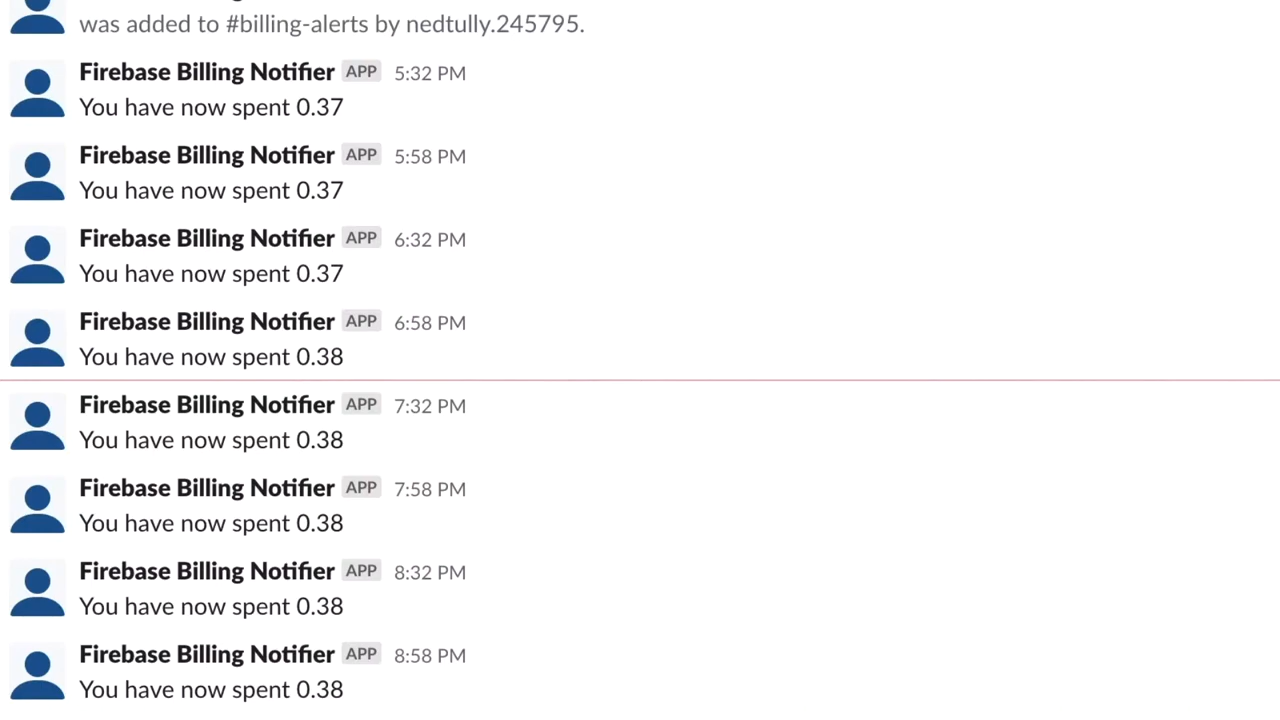 was added to #billing-alerts by nedtully.245795.
Firebase Billing Notifier APP 5:32 PM
You have now spent 0.37
Firebase Billing Notifier APP 5:58 PM
You have now spent 0.37
Firebase Billing Notifier APP 6:32 PM
You have now spent 0.37
Firebase Billing Notifier APP 6:58 PM
You have now spent 0.38
Firebase Billing Notifier APP 7:32 PM
You have now spent 0.38
Firebase Billing Notifier APP 7:58 PM
You have now spent 0.38
Firebase Billing Notifier APP 8:32 PM
You have now spent 0.38
Firebase Billing Notifier APP 8:58 PM
You have now spent 0.38